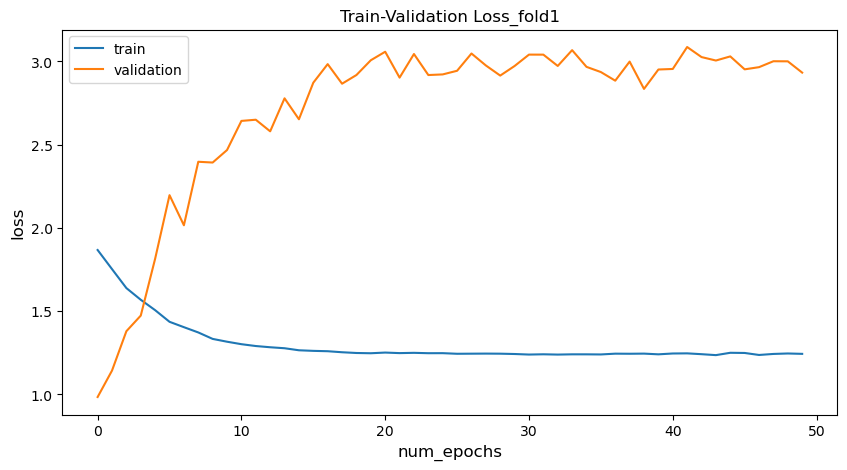 Train-Validation Loss_fold1
train
validation
3.0
2.5
2.0
1.5
1.0
loss
0 10 20 30 40 50
num_epochs